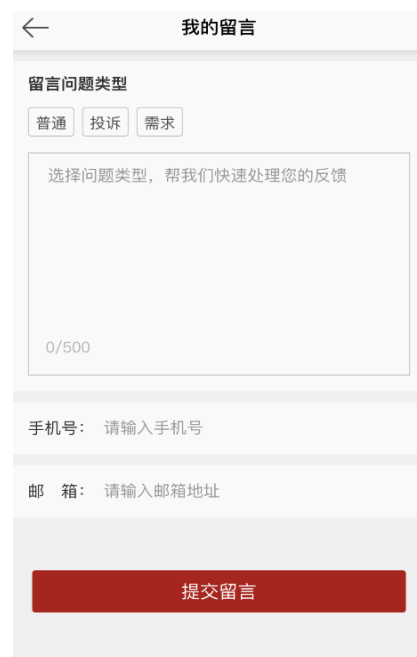 我的留言
留言问题类型
普通 投诉 需求
选择问题类型，帮我们快速处理您的反馈
0/500
手机号： 请输入手机号
邮 箱： 请输入邮箱地址
提交留言